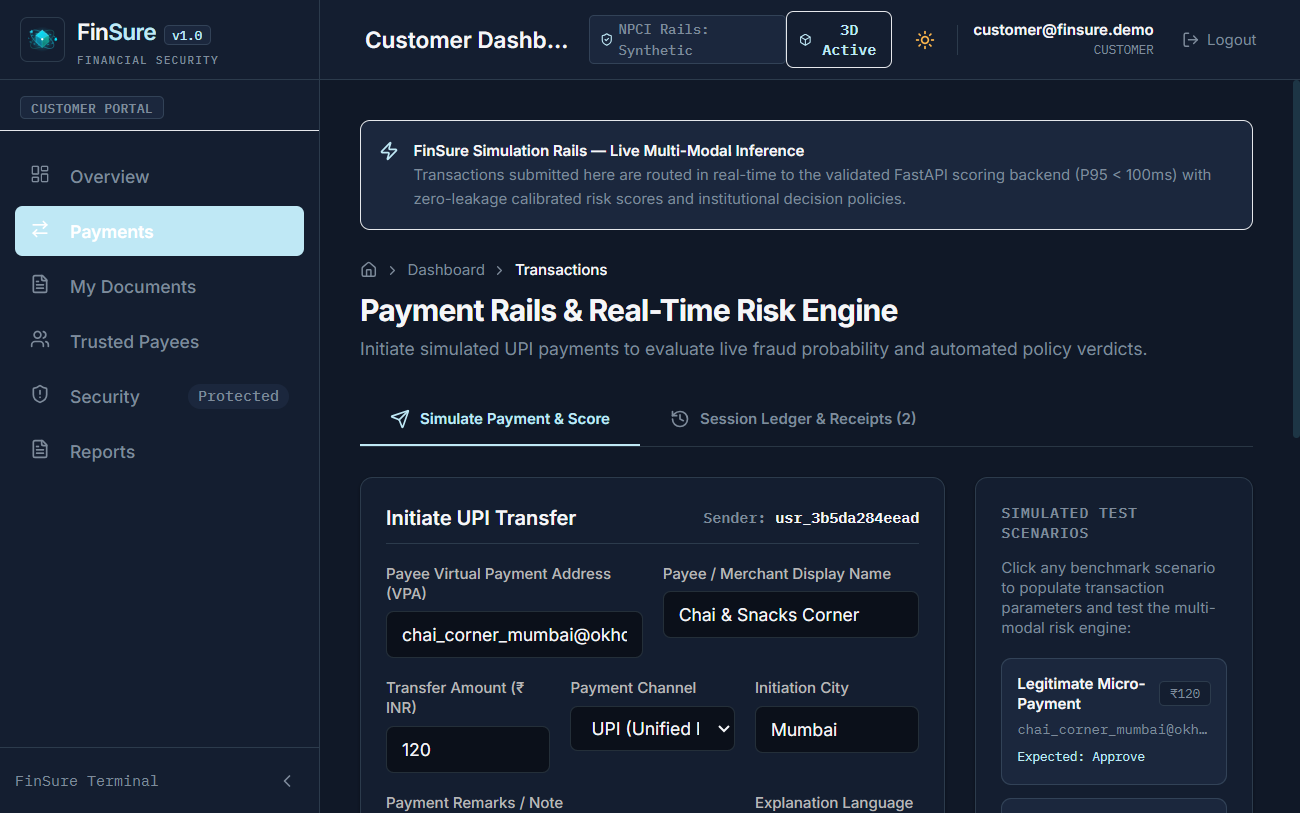 FinSure v1.0
FINANCIAL SECURITY
CUSTOMER PORTAL
Overview
Payments
My Documents
Trusted Payees
Security Protected
Reports
FinSure Terminal
Customer Dashb...
NPCI Rails:
Synthetic
3D
Active
customer@finsure.demo
CUSTOMER
Logout
FinSure Simulation Rails — Live Multi-Modal Inference
Transactions submitted here are routed in real-time to the validated FastAPI scoring backend (P95 < 100ms) with
zero-leakage calibrated risk scores and institutional decision policies.
Dashboard Transactions
Payment Rails & Real-Time Risk Engine
Initiate simulated UPI payments to evaluate live fraud probability and automated policy verdicts.
Simulate Payment & Score
Session Ledger & Receipts (2)
Initiate UPI Transfer
Sender: usr_3b5da284eead
Payee Virtual Payment Address
(VPA)
chai_corner_mumbai@okhc
Payee / Merchant Display Name
Chai & Snacks Corner
Transfer Amount (₹
INR)
120
Payment Channel
UPI (Unified I
Initiation City
Mumbai
Payment Remarks / Note
Explanation Language
SIMULATED TEST
SCENARIOS
Click any benchmark scenario
to populate transaction
parameters and test the multi-
modal risk engine:
Legitimate Micro-
Payment
₹120
chai_corner_mumbai@okh…
Expected: Approve